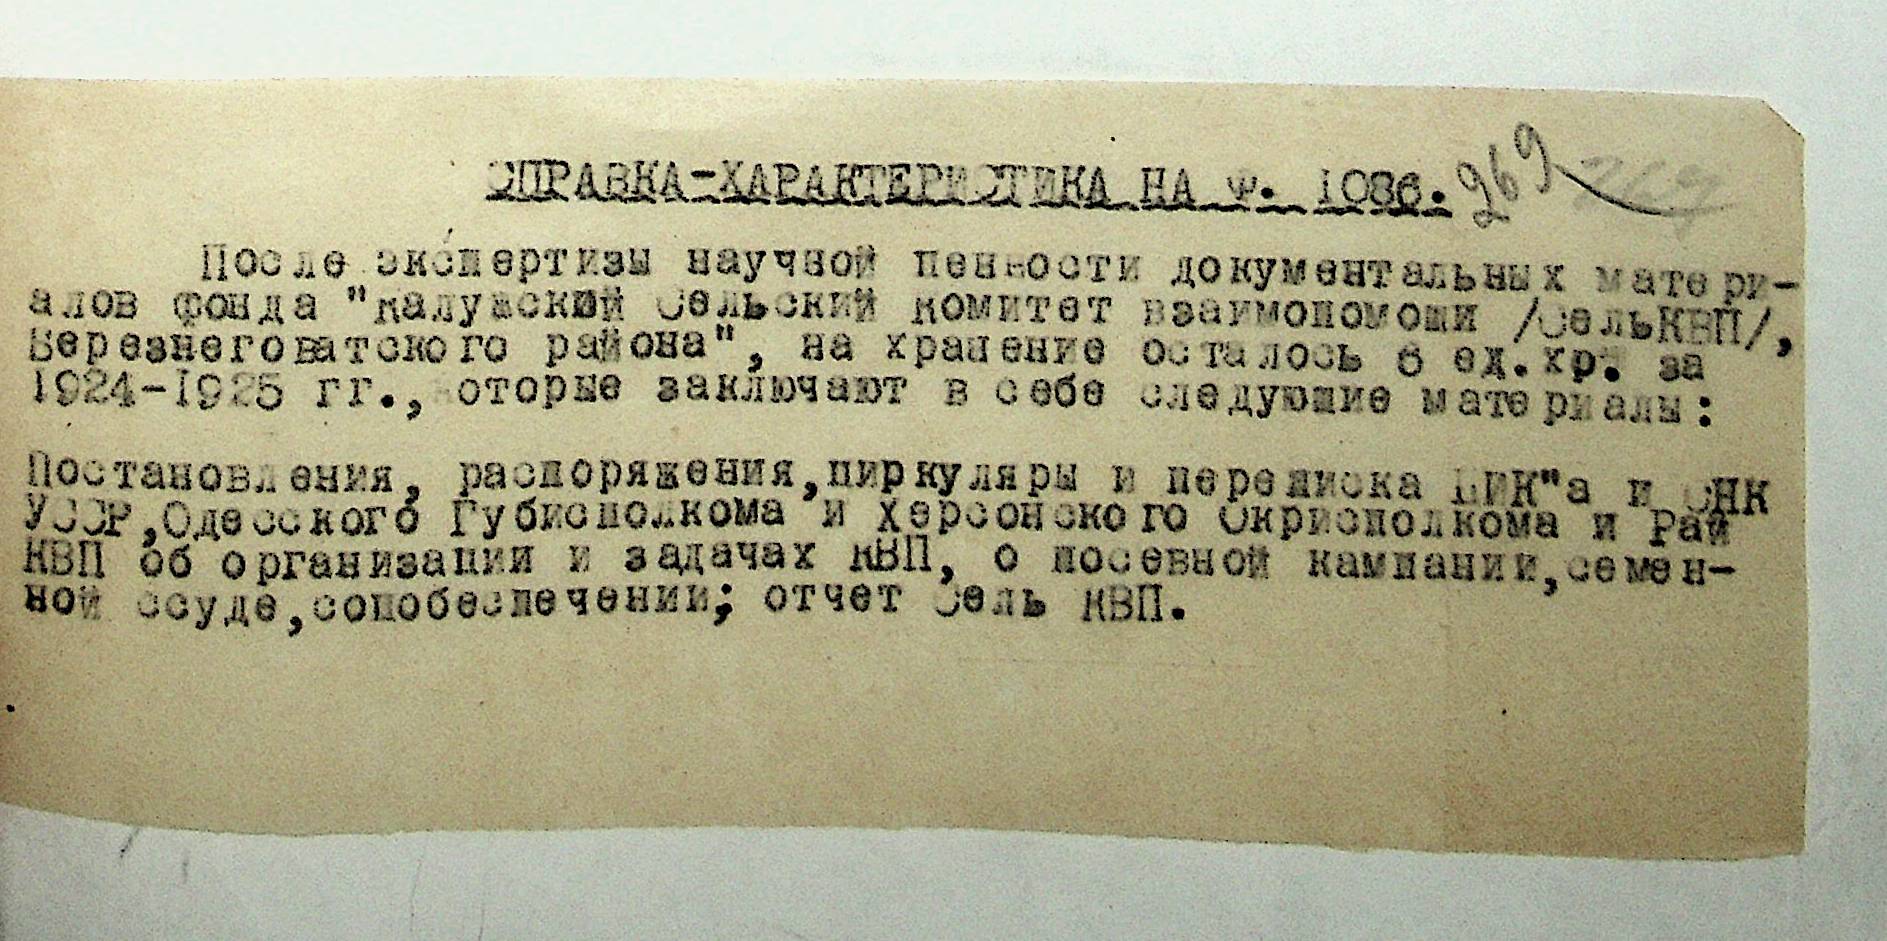 СПРАВКА-ХАРАКТЕРИСТИКА НА Ф. 1086. 269
После экспертизы научной ценности документальных матери-
алов фонда "Калужский Сельский комитет взаимопомощи /СельКВП/,
Березнеговатского района", на хранение осталось 6 ед.хр. за
1924-1925 гг., которые заключают в себе следующие материалы:
Постановления, распоряжения,циркуляры и переписка ЦИК"а и СНК
УССР,Одесского Губисполкома и Херсонского Окрисполкома и Рай
КВП об организации и задачах КВП, о посевной кампании,семен-
ной ссуде,соцобеспечении; отчет Сель КВП.